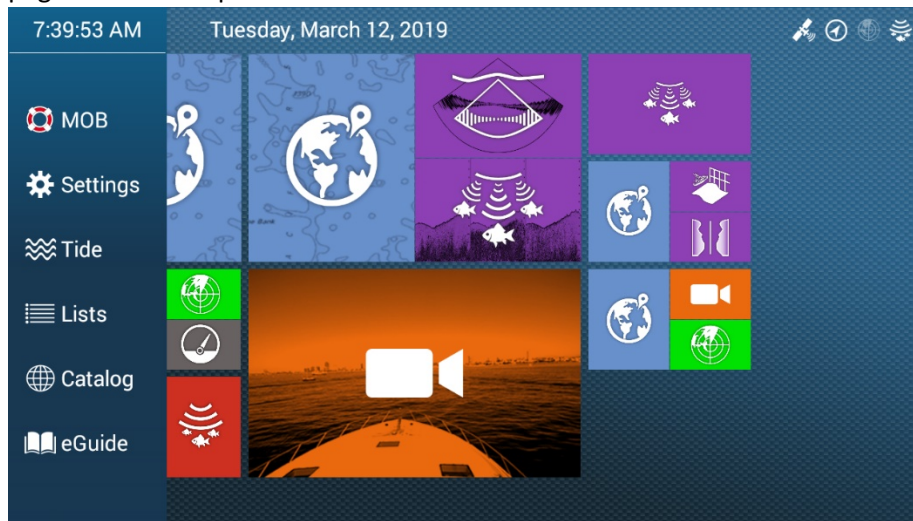 7:39:53 AM
Tuesday, March 12, 2019
MOB
Settings
Tide
Lists
Catalog
eGuide